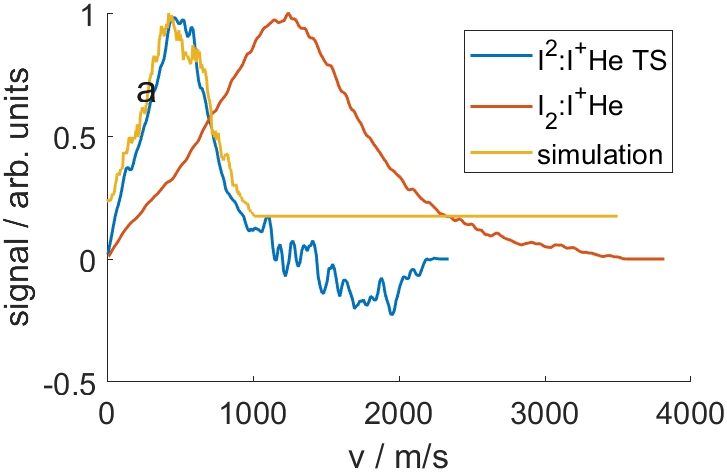 signal / arb. units
1
0.5
0
-0.5
a
I²:I⁺He TS
I₂:I⁺He
simulation
0 1000 2000 3000 4000
v / m/s